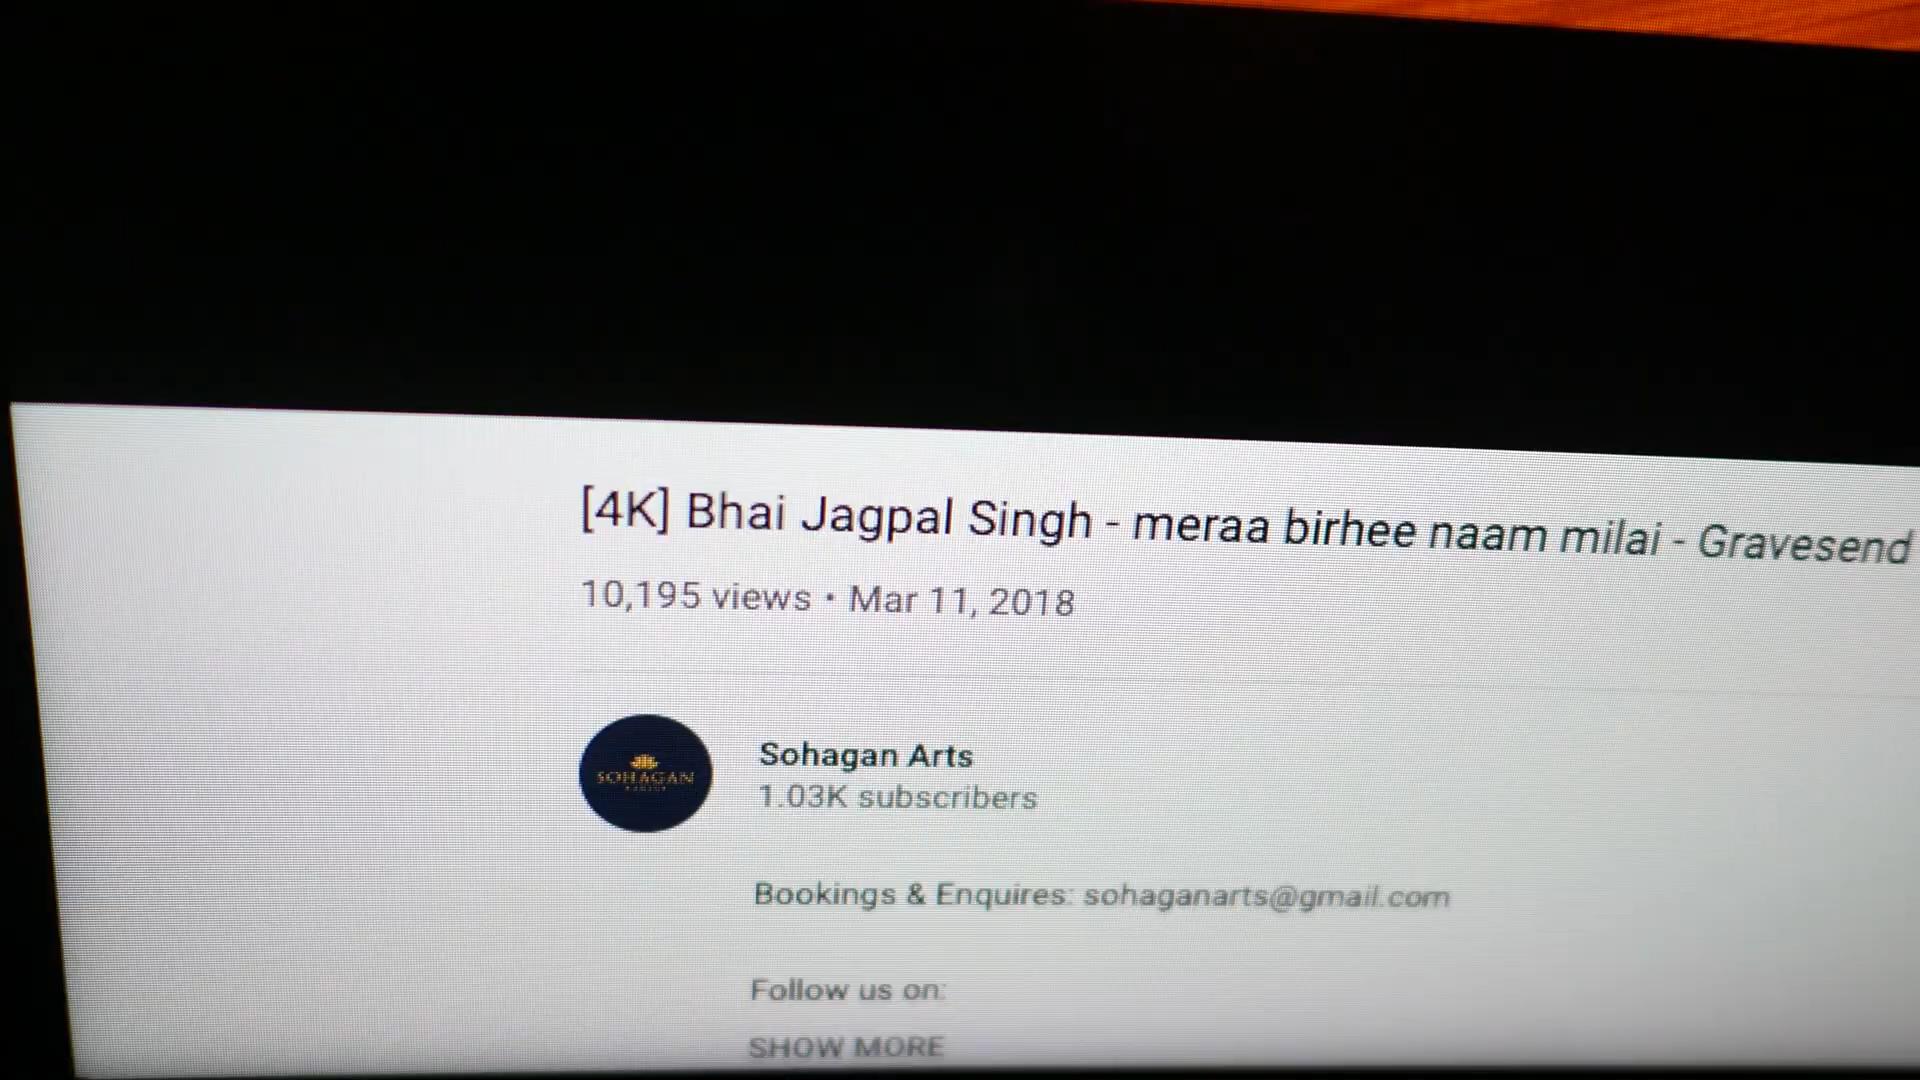 [4K] Bhai Jagpal Singh - meraa birhee naam milai - Gravesend
10,195 views • Mar 11, 2018
SOHAGAN
Sohagan Arts
1.03K subscribers
Bookings & Enquires: sohaganarts@gmail.com
Follow us on:
SHOW MORE